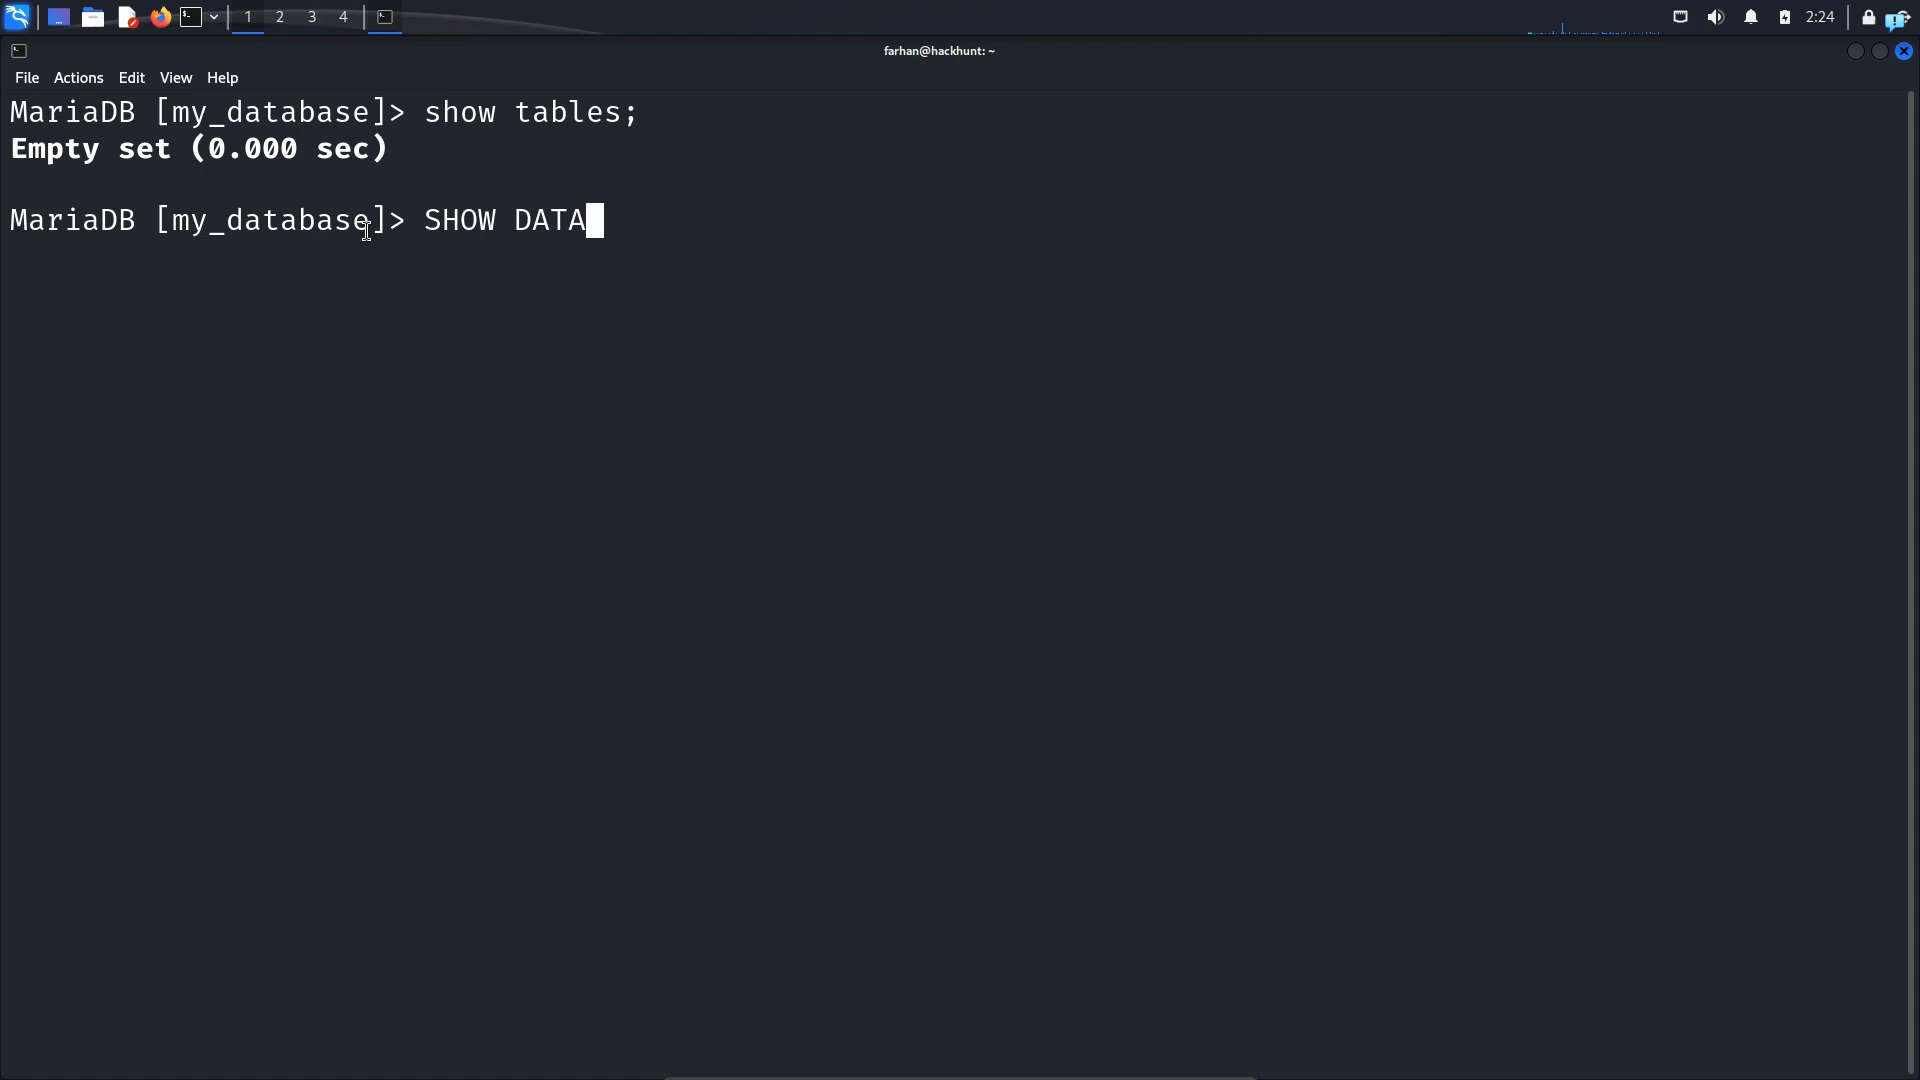 1 2 3 4
2:24
farhan@hackhunt: ~
File Actions Edit View Help
MariaDB [my_database]> show tables;
Empty set (0.000 sec)
MariaDB [my_database]> SHOW DATA